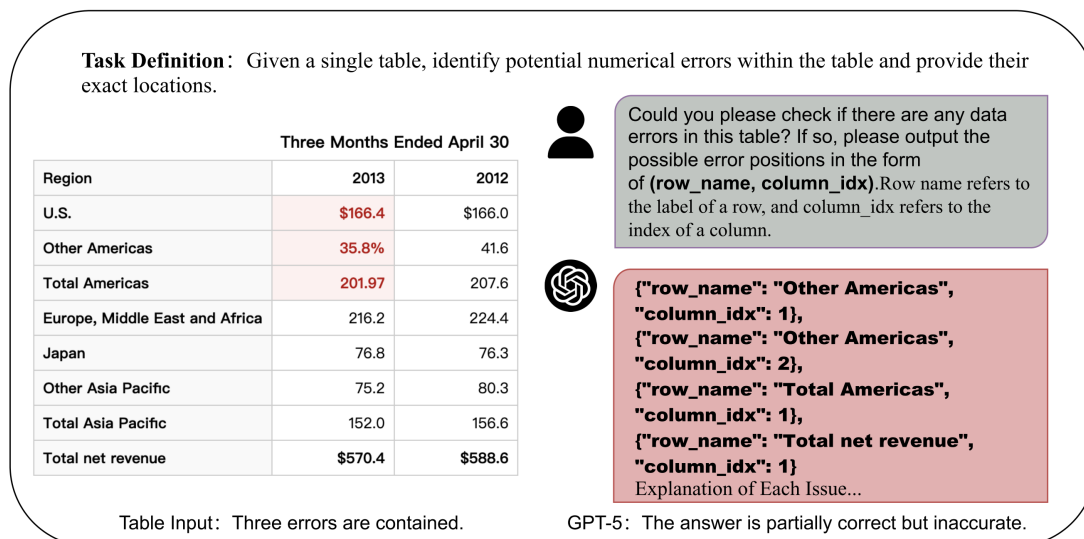 Task Definition： Given a single table, identify potential numerical errors within the table and provide their
exact locations.
Three Months Ended April 30
Region 2013 2012
U.S. $166.4 $166.0
Other Americas 35.8% 41.6
Total Americas 201.97 207.6
Europe, Middle East and Africa 216.2 224.4
Japan 76.8 76.3
Other Asia Pacific 75.2 80.3
Total Asia Pacific 152.0 156.6
Total net revenue $570.4 $588.6
Table Input： Three errors are contained.
Could you please check if there are any data
errors in this table? If so, please output the
possible error positions in the form
of (row_name, column_idx).Row name refers to
the label of a row, and column_idx refers to the
index of a column.
{"row_name": "Other Americas",
"column_idx": 1},
{"row_name": "Other Americas",
"column_idx": 2},
{"row_name": "Total Americas",
"column_idx": 1},
{"row_name": "Total net revenue",
"column_idx": 1}
Explanation of Each Issue...
GPT-5： The answer is partially correct but inaccurate.